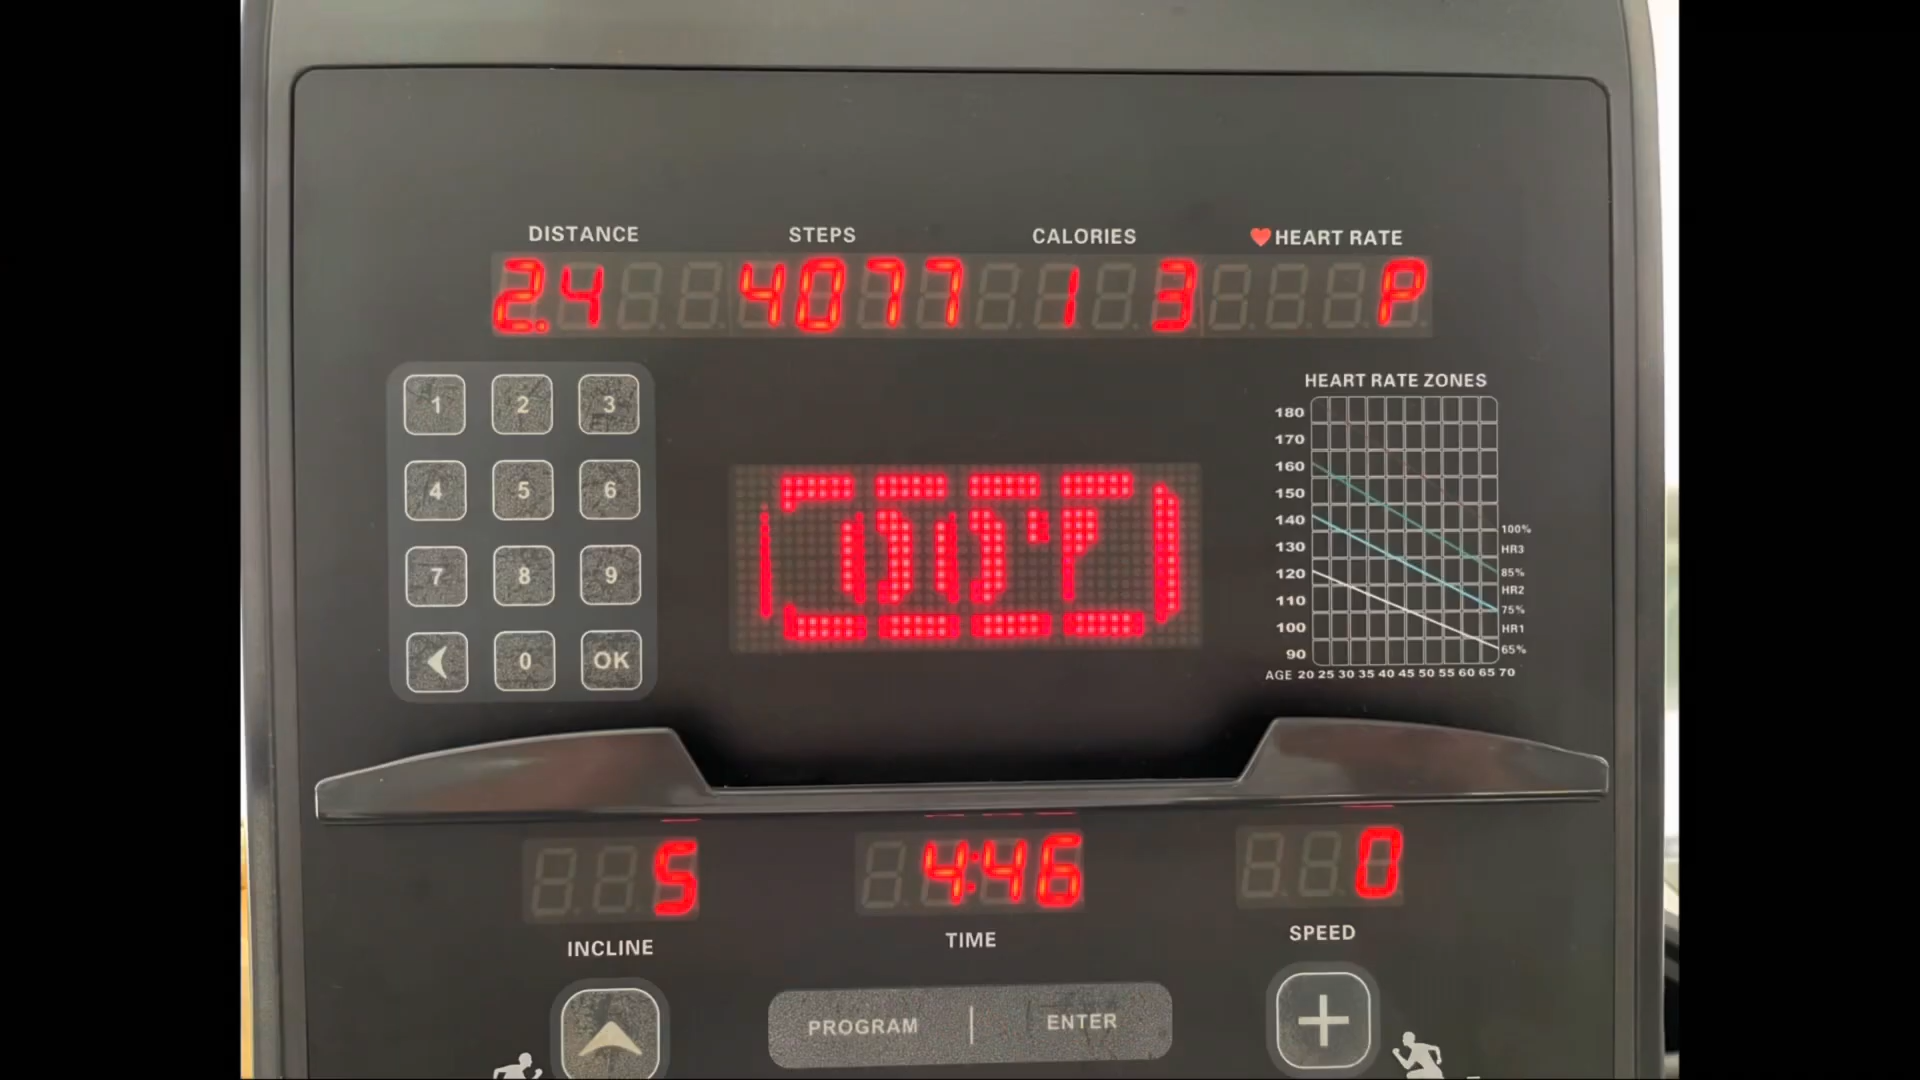 DISTANCE STEPS CALORIES HEART RATE
2.4 4077 1 3 P
1 2 3
4 5 6
7 8 9
0 OK
HEART RATE ZONES
180
170
160
150
140
130
120
110
100
90
100%
HR3
85%
HR2
75%
HR1
65%
AGE 20 25 30 35 40 45 50 55 60 65 70
5 4:46 0
INCLINE TIME SPEED
PROGRAM | ENTER